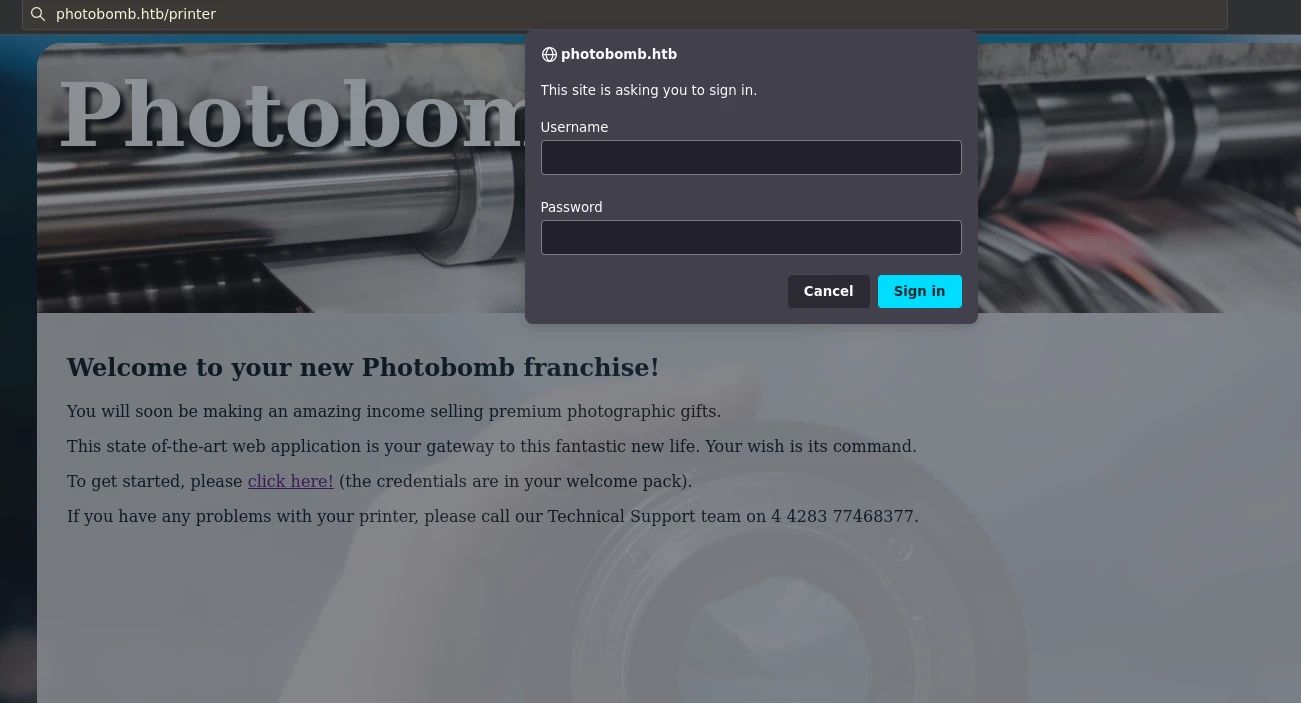 photobomb.htb/printer
photobomb.htb
This site is asking you to sign in.
Username
Password
Cancel Sign in
Welcome to your new Photobomb franchise!
You will soon be making an amazing income selling premium photographic gifts.
This state of-the-art web application is your gateway to this fantastic new life. Your wish is its command.
To get started, please click here! (the credentials are in your welcome pack).
If you have any problems with your printer, please call our Technical Support team on 4 4283 77468377.